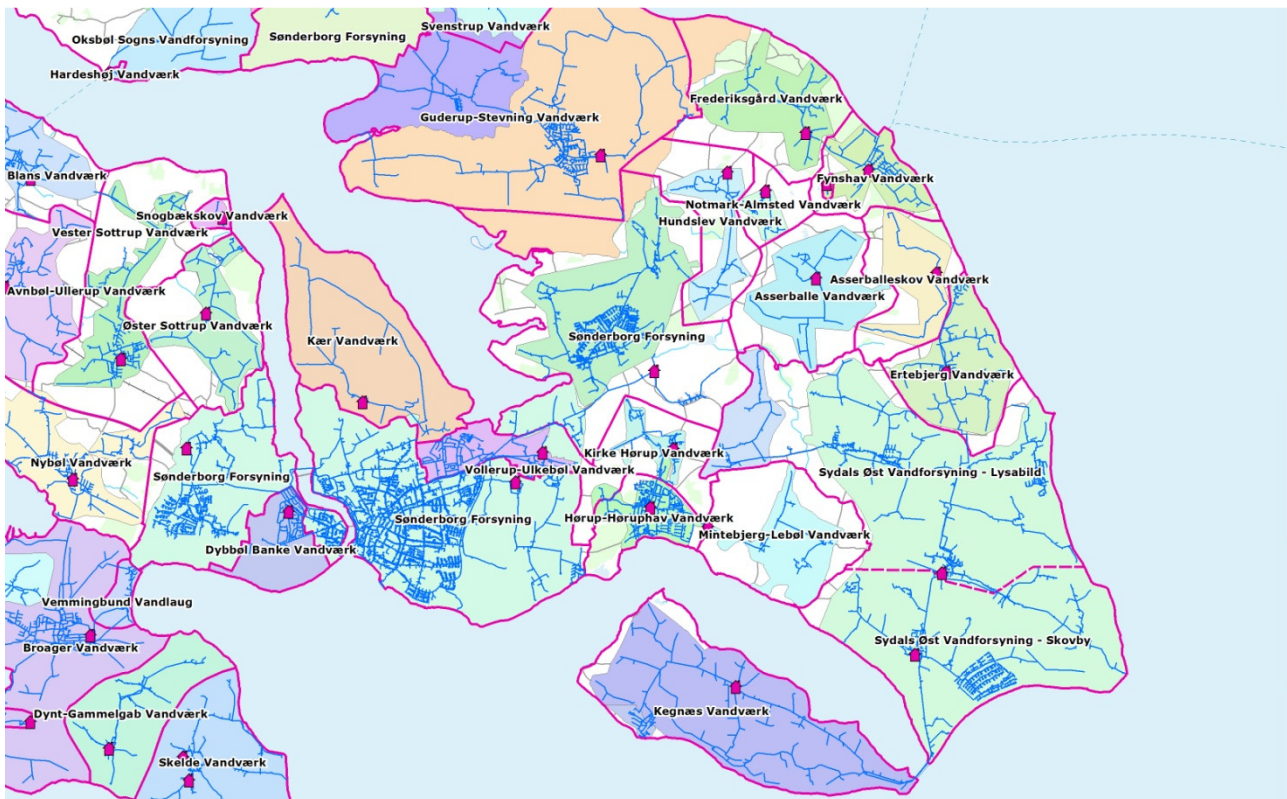 Svenstrup Vandværk
Oksbøl Sogns Vandforsyning
Sønderborg Forsyning
Hardeshøj Vandværk
Frederiksgård Vandværk
Guderup-Stevning Vandværk
Blans Vandværk
Fynshav Vandværk
Notmark-Almsted Vandværk
Snogbækskov Vandværk
Hundslev Vandværk
Vester Sottrup Vandværk
Asserballeskov Vandværk
Avnbøl-Ullerup Vandværk
Asserballe Vandværk
Øster Sottrup Vandværk
Kær Vandværk
Sønderborg Forsyning
Ertebjerg Vandværk
Kirke Hørup Vandværk
Nybøl Vandværk
Vollerup-Ulkebøl Vandværk
Sydals Øst Vandforsyning - Lysabild
Sønderborg Forsyning
Sønderborg Forsyning
Hørup-Høruphav Vandværk
Mintebjerg-Lebøl Vandværk
Dybbøl Banke Vandværk
Vemmingbund Vandlaug
Sydals Øst Vandforsyning - Skovby
Broager Vandværk
Kegnæs Vandværk
Dynt-Gammelgab Vandværk
Skelde Vandværk